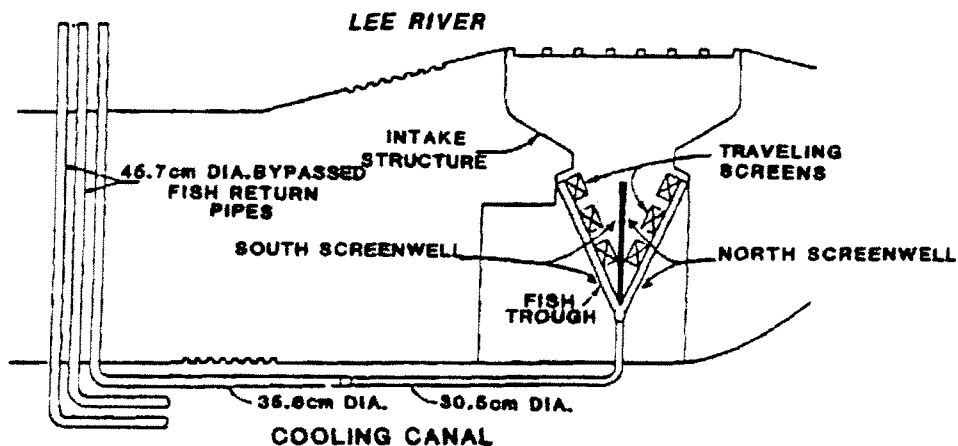 LEE RIVER
INTAKE
STRUCTURE
TRAVELING
SCREENS
45.7cm DIA. BYPASSED
FISH RETURN
PIPES
SOUTH SCREENWELL
NORTH SCREENWELL
FISH
TROUGH
35.6cm DIA.
30.5cm DIA.
COOLING CANAL